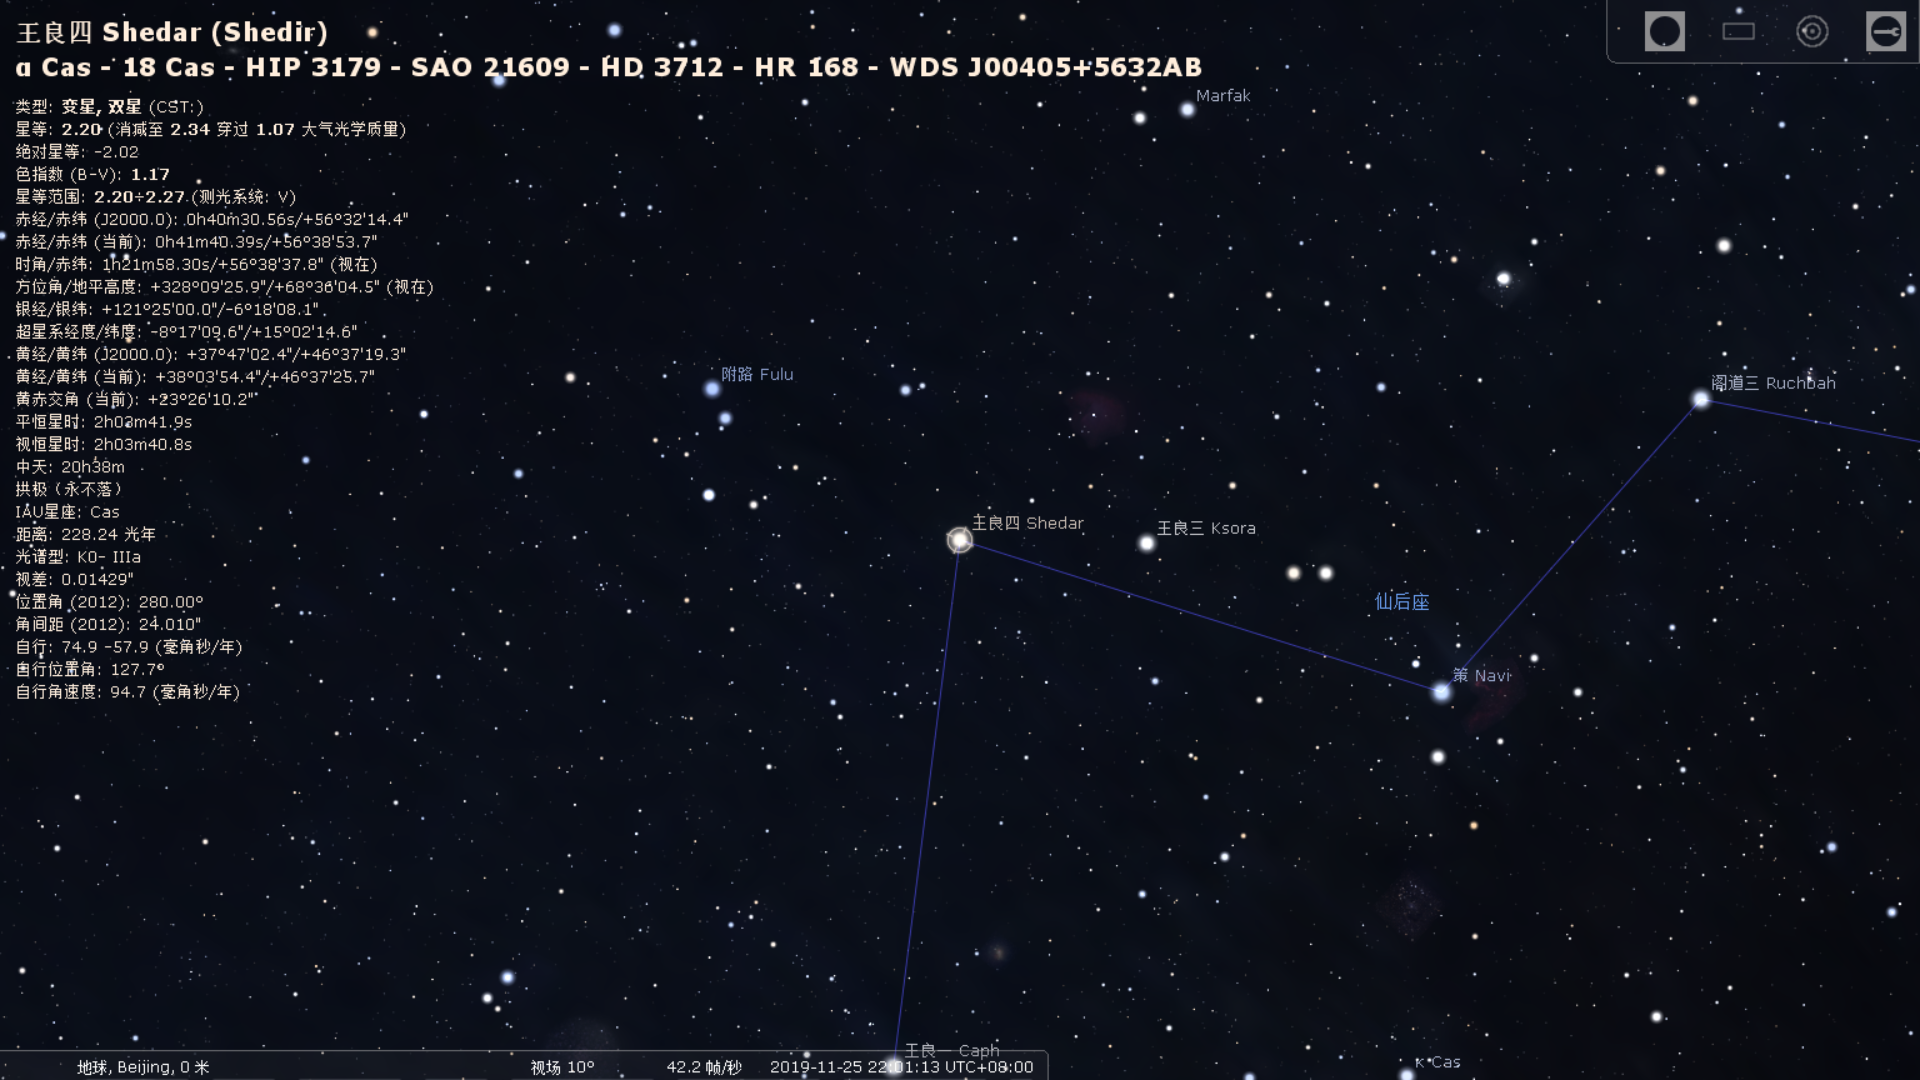 王良四 Shedar (Shedir)
α Cas - 18 Cas - HIP 3179 - SAO 21609 - HD 3712 - HR 168 - WDS J00405+5632AB
类型: 变星, 双星 (CST:)
星等: 2.20 (消减至 2.34 穿过 1.07 大气光学质量)
绝对星等: -2.02
色指数 (B-V): 1.17
星等范围: 2.20÷2.27 (测光系统: V)
赤经/赤纬 (J2000.0): 0h40m30.56s/+56°32'14.4"
赤经/赤纬 (当前): 0h41m40.39s/+56°38'53.7"
时角/赤纬: 1h21m58.30s/+56°38'37.8" (视在)
方位角/地平高度: +328°09'25.9"/+68°36'04.5" (视在)
银经/银纬: +121°25'00.0"/-6°18'08.1"
超星系经度/纬度: -8°17'09.6"/+15°02'14.6"
黄经/黄纬 (J2000.0): +37°47'02.4"/+46°37'19.3"
黄经/黄纬 (当前): +38°03'54.4"/+46°37'25.7"
黄赤交角 (当前): +23°26'10.2"
平恒星时: 2h03m41.9s
视恒星时: 2h03m40.8s
中天: 20h38m
拱极（永不落）
IAU星座: Cas
距离: 228.24 光年
光谱型: K0- IIIa
视差: 0.01429"
位置角 (2012): 280.00°
角间距 (2012): 24.010"
自行: 74.9 -57.9 (毫角秒/年)
自行位置角: 127.7°
自行角速度: 94.7 (毫角秒/年)
Marfak
附路 Fulu
阁道三 Ruchbah
王良四 Shedar
王良三 Ksora
仙后座
策 Navi
王良一 Caph
κ Cas
地球, Beijing, 0 米
视场 10°
42.2 帧/秒
2019-11-25 22:01:13 UTC+08:00